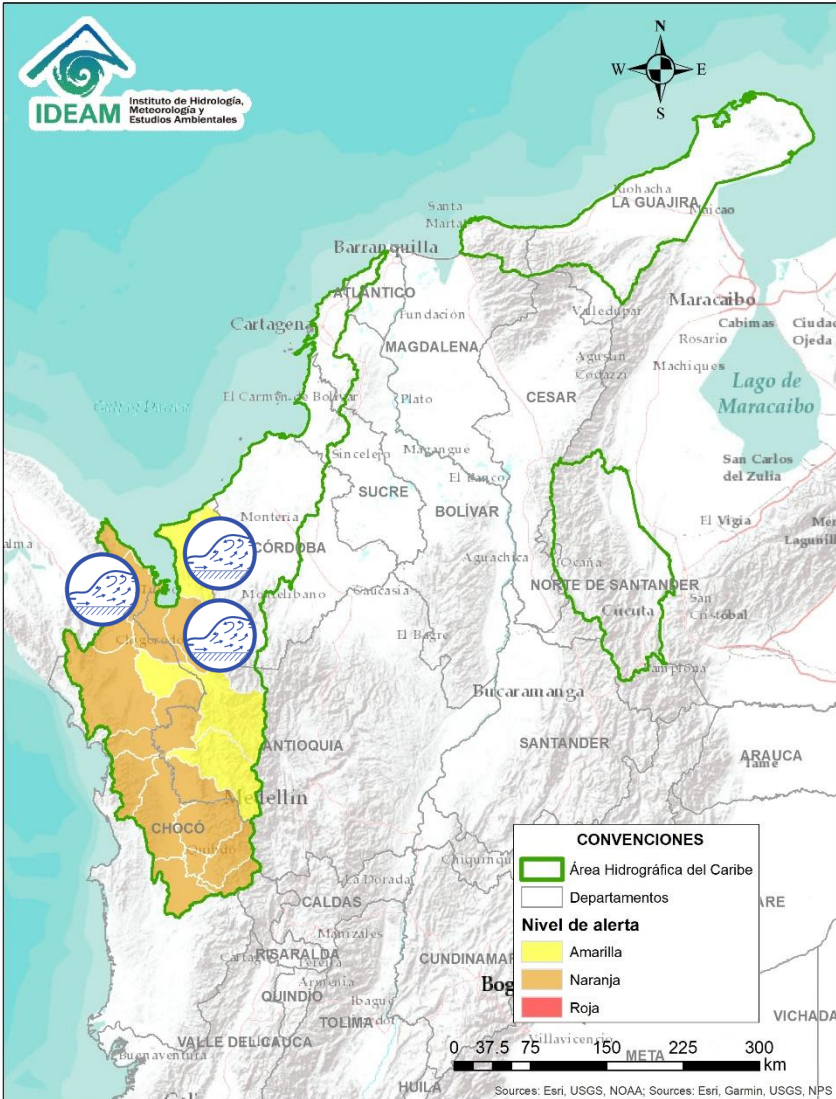 N
W E
S
IDEAM
Instituto de Hidrología,
Meteorología y
Estudios Ambientales
Riohacha
LA GUAJIRA
Maicao
Santa
Marta
Barranquilla
ATLÁNTICO
Maracaibo
Fundación
Valledupar
Cabimas
Ciudad
Ojeda
Cartagena
Rosario
MAGDALENA
Machiques
Agustín
Codazzi
Lago de
Maracaibo
El Carmen de Bolívar
Plato
CESAR
Sincelejo
Magangue
San Carlos
del Zulia
El Banco
SUCRE
BOLÍVAR
Montería
El Vigía
CÓRDOBA
Aguachica
Ocaña
NORTE DE SANTANDER
Montelíbano
Caucasia
San
Cristóbal
Cucuta
El Bagre
Pamplona
Bucaramanga
ANTIOQUIA
SANTANDER
ARAUCA
Tame
Medellín
CHOCÓ
Quibdó
La Dorada
CALDAS
Manizales
RISARALDA
Pereira
Armenia
QUINDÍO
Ibague
TOLIMA
VALLE DEL CAUCA
Buenaventura
HUILA
META
VICHADA
Villavicencio
CONVENCIONES
Área Hidrográfica del Caribe
Departamentos
Nivel de alerta
Amarilla
Naranja
Roja
0 37.5 75 150 225 300
km
Sources: Esri, USGS, NOAA; Sources: Esri, Garmin, USGS, NPS